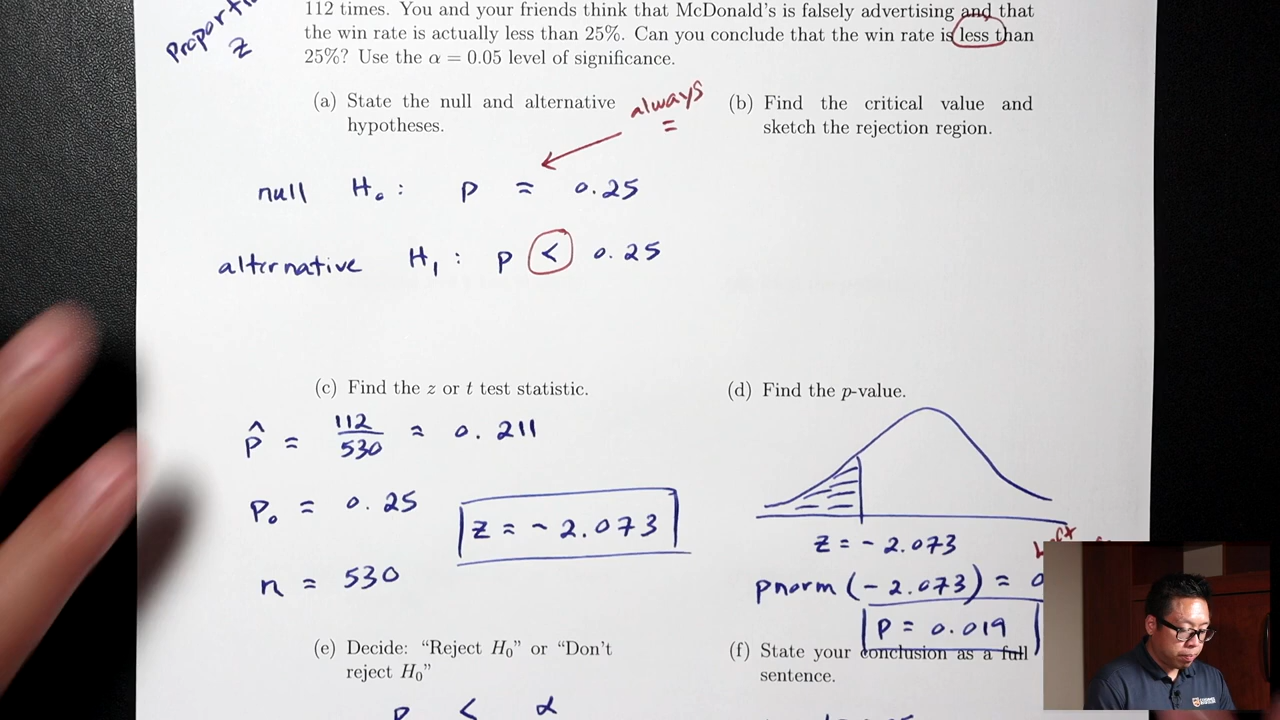 Proporti
Z
112 times. You and your friends think that McDonald's is falsely advertising and that
the win rate is actually less than 25%. Can you conclude that the win rate is less than
25%? Use the α = 0.05 level of significance.
(a) State the null and alternative
hypotheses.
always
=
null H₀: P = 0.25
alternative H₁: P < 0.25
(b) Find the critical value and
sketch the rejection region.
(c) Find the z or t test statistic.
p̂ = 112/530 ≈ 0.211
P₀ = 0.25
n = 530
Z = -2.073
(d) Find the p-value.
Z = -2.073
pnorm(-2.073) = 0
P = 0.019
(e) Decide: "Reject H₀" or "Don't
reject H₀"
P < α
(f) State your conclusion as a full
sentence.